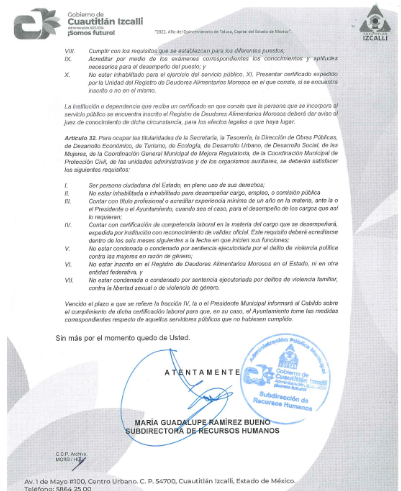 Gobierno de
Cuautitlán Izcalli
¡Somos futuro!
"2022. Año del Quincentenario de Toluca, Capital del Estado de México".
IZCALLI
VIII. Cumplir con los requisitos que se establezcan para los diferentes puestos;
IX. Acreditar por medio de los exámenes correspondientes los conocimientos y aptitudes
necesarios para el desempeño del puesto; y
X. No estar inhabilitado para el ejercicio del servicio público. XI. Presentar certificado expedido
por la Unidad del Registro de Deudores Alimentarios Morosos en el que conste, si se encuentra
inscrito o no en el mismo.
La institución o dependencia que reciba un certificado en que conste que la persona que se incorpora al
servicio público se encuentra inscrito el Registro de Deudores Alimentarios Morosos deberá dar aviso al
juez de conocimiento de dicha circunstancia, para los efectos legales a que haya lugar.
Artículo 32. Para ocupar las titularidades de la Secretaría, la Tesorería, la Dirección de Obras Públicas,
de Desarrollo Económico, de Turismo, de Ecología, de Desarrollo Urbano, de Desarrollo Social, de las
Mujeres, de la Coordinación General Municipal de Mejora Regulatoria, de la Coordinación Municipal de
Protección Civil, de las unidades administrativas y de los organismos auxiliares, se deberán satisfacer
los siguientes requisitos:
I. Ser persona ciudadana del Estado, en pleno uso de sus derechos;
II. No estar inhabilitada o inhabilitado para desempeñar cargo, empleo, o comisión pública
III. Contar con título profesional o acreditar experiencia mínima de un año en la materia, ante la o
el Presidente o el Ayuntamiento, cuando sea el caso, para el desempeño de los cargos que así
lo requieran;
IV. Contar con certificación de competencia laboral en la materia del cargo que se desempeñará,
expedida por institución con reconocimiento de validez oficial. Este requisito deberá acreditarse
dentro de los seis meses siguientes a la fecha en que inicien sus funciones;
V. No estar condenada o condenado por sentencia ejecutoriada por el delito de violencia política
contra las mujeres en razón de género;
VI. No estar inscrito en el Registro de Deudores Alimentarios Morosos en el Estado, ni en otra
entidad federativa, y
VII. No estar condenada o condenado por sentencia ejecutoriada por delitos de violencia familiar,
contra la libertad sexual o de violencia de género.
Vencido el plazo a que se refiere la fracción IV, la o el Presidente Municipal informará al Cabildo sobre
el cumplimiento de dicha certificación laboral para que, en su caso, el Ayuntamiento tome las medidas
correspondientes respecto de aquellos servidores públicos que no hubiesen cumplido.
Sin más por el momento quedo de Usted.
ATENTAMENTE
MARÍA GUADALUPE RAMÍREZ BUENO
SUBDIRECTORA DE RECURSOS HUMANOS
Administración Pública Municipal
Gobierno de
Cuautitlán Izcalli
Subdirección de
Recursos Humanos
C.c.p. Archivo
Av. 1 de Mayo #100, Centro Urbano. C. P. 54700, Cuautitlán Izcalli, Estado de México.
Teléfono: 5864 25 00